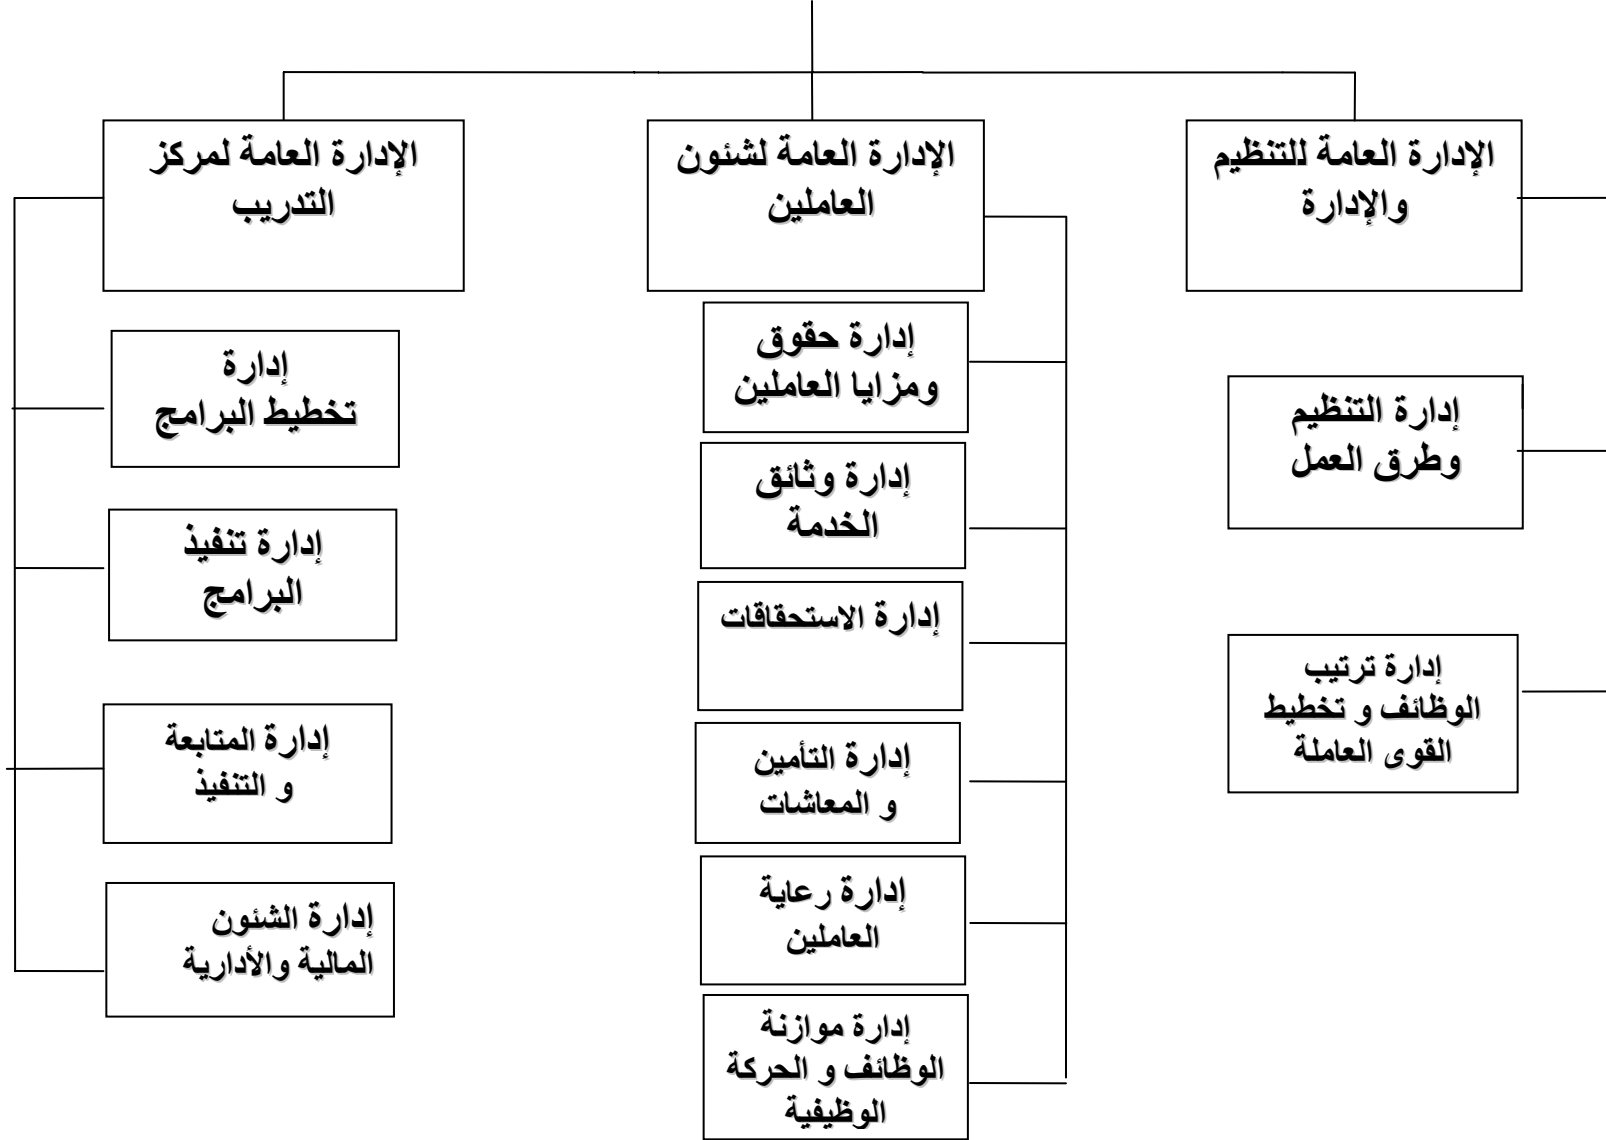 الإدارة العامة للتنظيم
والإدارة
إدارة التنظيم
وطرق العمل
إدارة ترتيب
الوظائف و تخطيط
القوى العاملة
الإدارة العامة لشئون
العاملين
إدارة حقوق
ومزايا العاملين
إدارة وثائق
الخدمة
إدارة الاستحقاقات
إدارة التأمين
و المعاشات
إدارة رعاية
العاملين
إدارة موازنة
الوظائف و الحركة
الوظيفية
الإدارة العامة لمركز
التدريب
إدارة
تخطيط البرامج
إدارة تنفيذ
البرامج
إدارة المتابعة
و التنفيذ
إدارة الشئون
المالية والأدارية